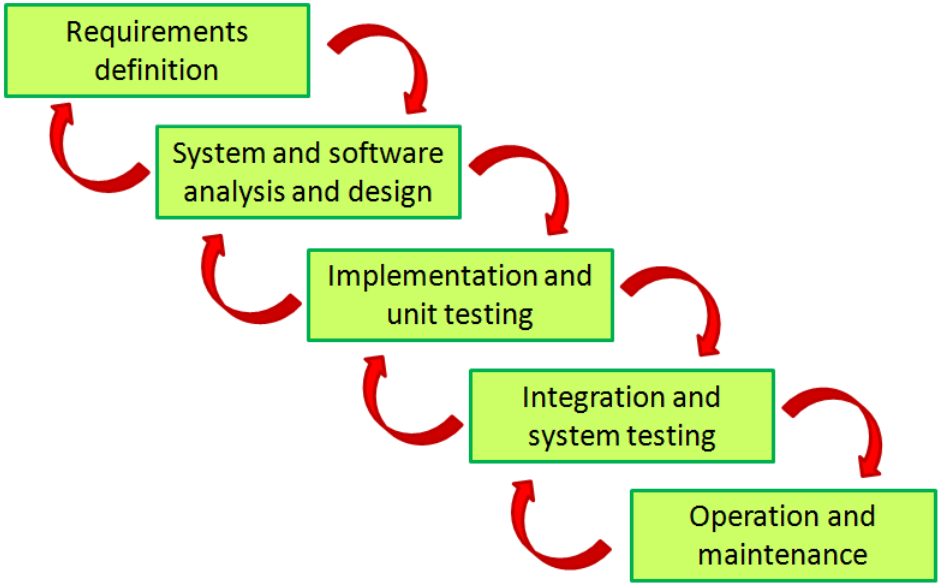 Requirements
definition
System and software
analysis and design
Implementation and
unit testing
Integration and
system testing
Operation and
maintenance